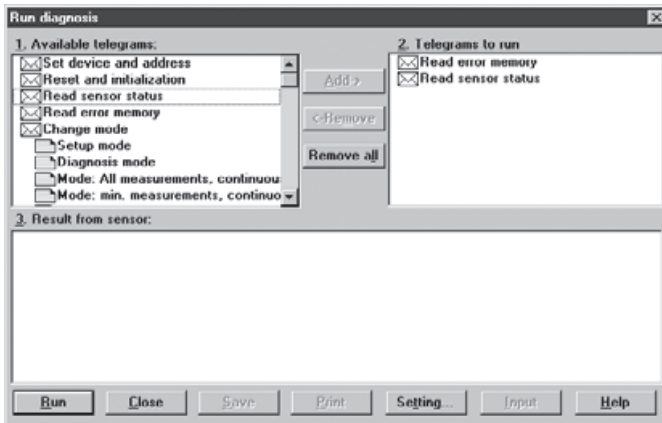 Run diagnosis
1. Available telegrams:
Set device and address
Reset and initialization
Read sensor status
Read error memory
Change mode
Setup mode
Diagnosis mode
Mode: All measurements, continuou
Mode: min. measurements, continuo
Add->
<-Remove
Remove all
2. Telegrams to run
Read error memory
Read sensor status
3. Result from sensor:
Run Close Save Print Setting... Input Help